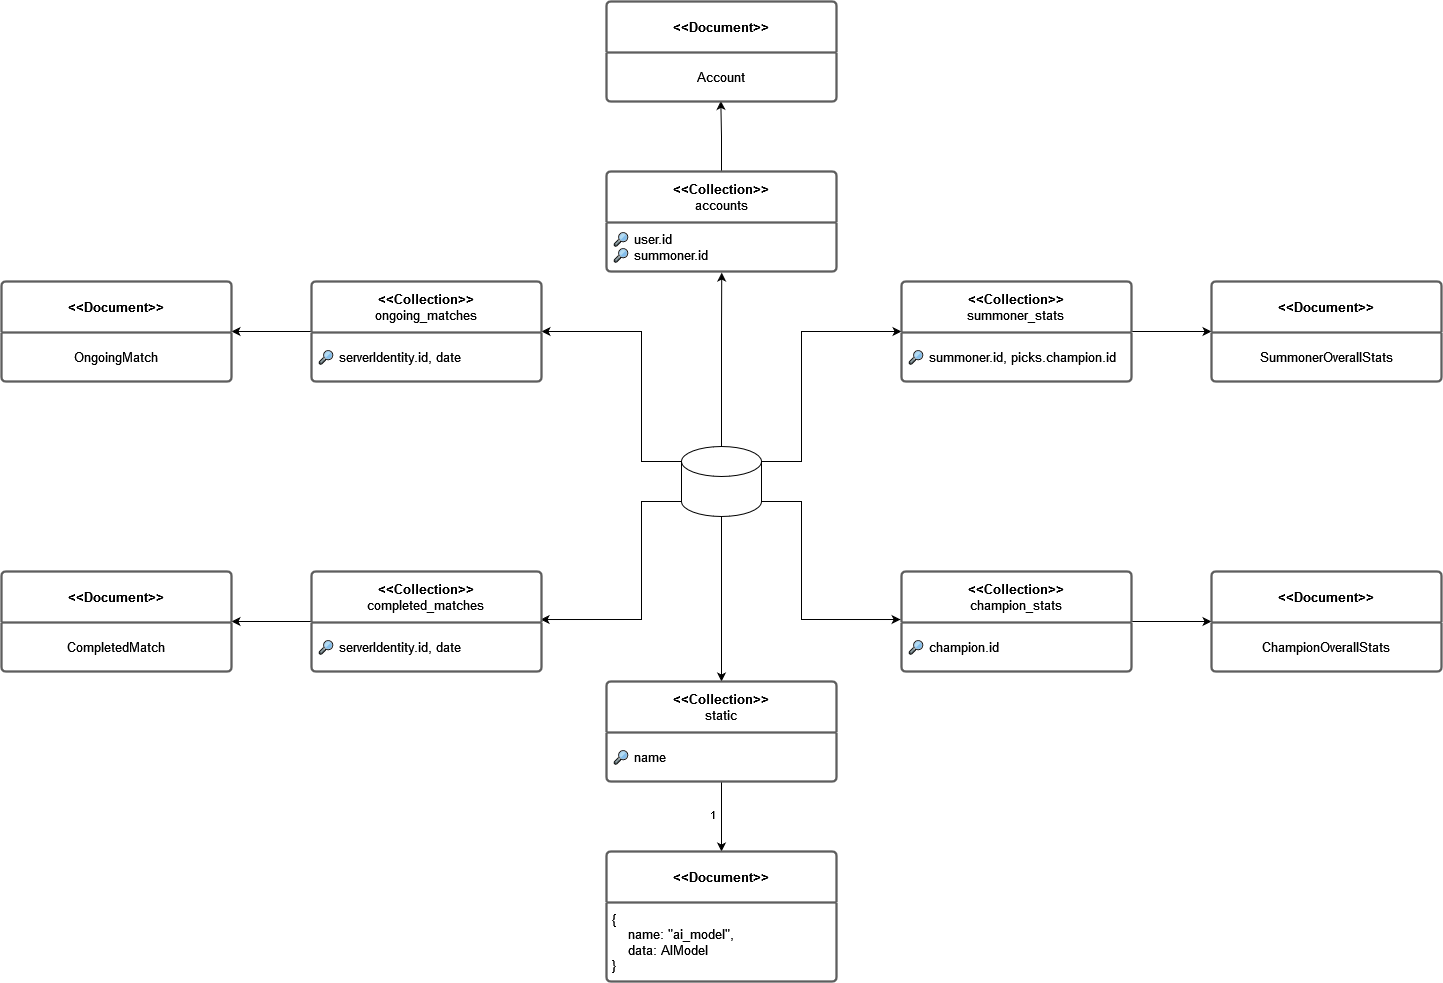 <<Document>>
Account
<<Collection>>
accounts
user.id
summoner.id
<<Document>>
OngoingMatch
<<Collection>>
ongoing_matches
serverIdentity.id, date
<<Collection>>
summoner_stats
summoner.id, picks.champion.id
<<Document>>
SummonerOverallStats
<<Document>>
CompletedMatch
<<Collection>>
completed_matches
serverIdentity.id, date
<<Collection>>
champion_stats
champion.id
<<Document>>
ChampionOverallStats
<<Collection>>
static
name
1
<<Document>>
{
name: "ai_model",
data: AIModel
}